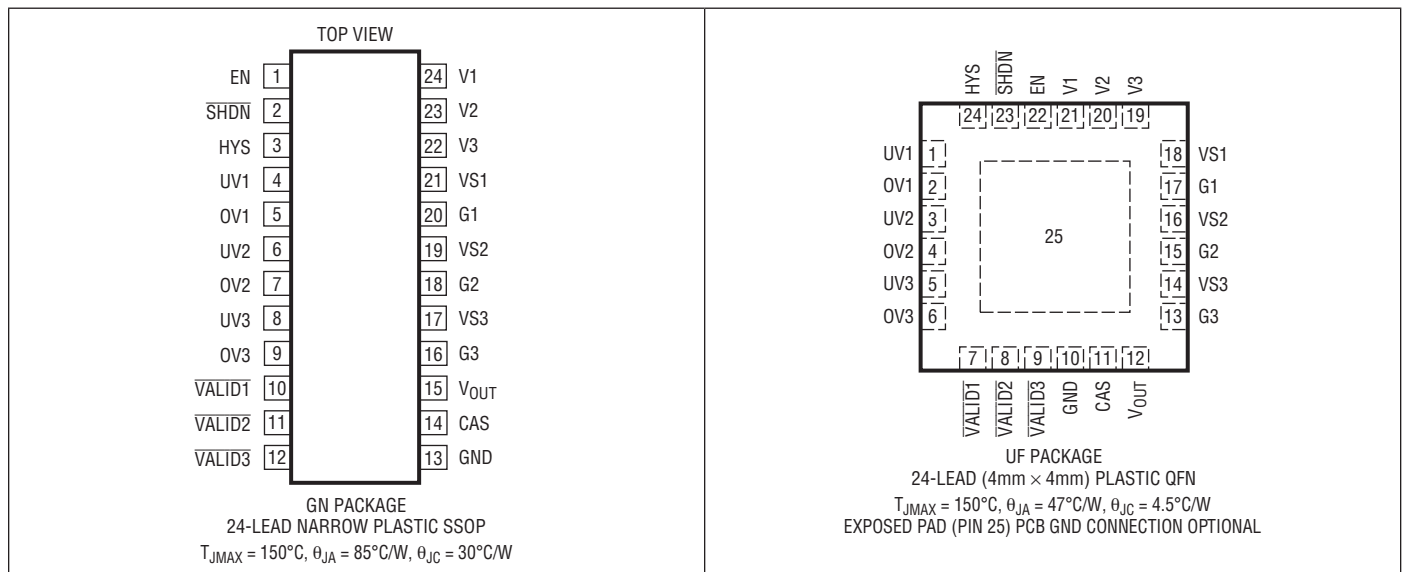 TOP VIEW
EN 1
SHDN 2
HYS 3
UV1 4
OV1 5
UV2 6
OV2 7
UV3 8
OV3 9
VALID1 10
VALID2 11
VALID3 12
24 V1
23 V2
22 V3
21 VS1
20 G1
19 VS2
18 G2
17 VS3
16 G3
15 VOUT
14 CAS
13 GND
GN PACKAGE
24-LEAD NARROW PLASTIC SSOP
TJMAX = 150°C, θJA = 85°C/W, θJC = 30°C/W
HYS SHDN EN V1 V2 V3
24 23 22 21 20 19
UV1 1
OV1 2
UV2 3
OV2 4
UV3 5
OV3 6
25
18 VS1
17 G1
16 VS2
15 G2
14 VS3
13 G3
7 8 9 10 11 12
VALID1 VALID2 VALID3 GND CAS VOUT
UF PACKAGE
24-LEAD (4mm × 4mm) PLASTIC QFN
TJMAX = 150°C, θJA = 47°C/W, θJC = 4.5°C/W
EXPOSED PAD (PIN 25) PCB GND CONNECTION OPTIONAL